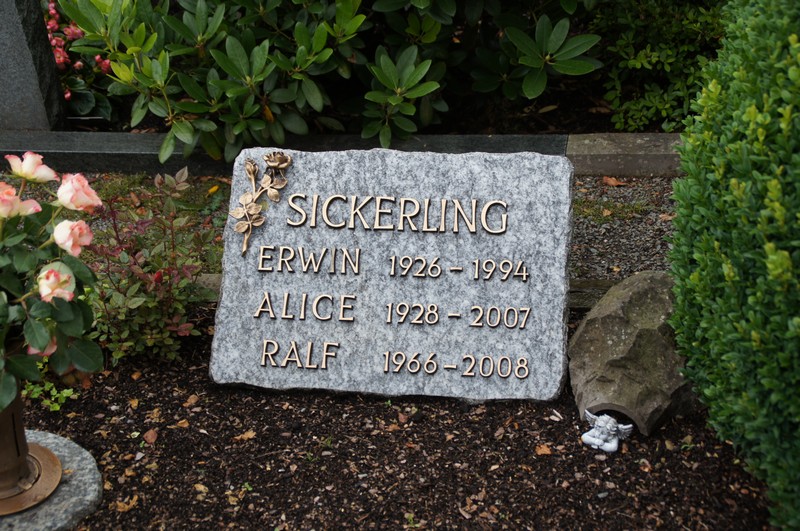 SICKERLING
ERWIN 1926 – 1994
ALICE 1928 – 2007
RALF 1966 – 2008